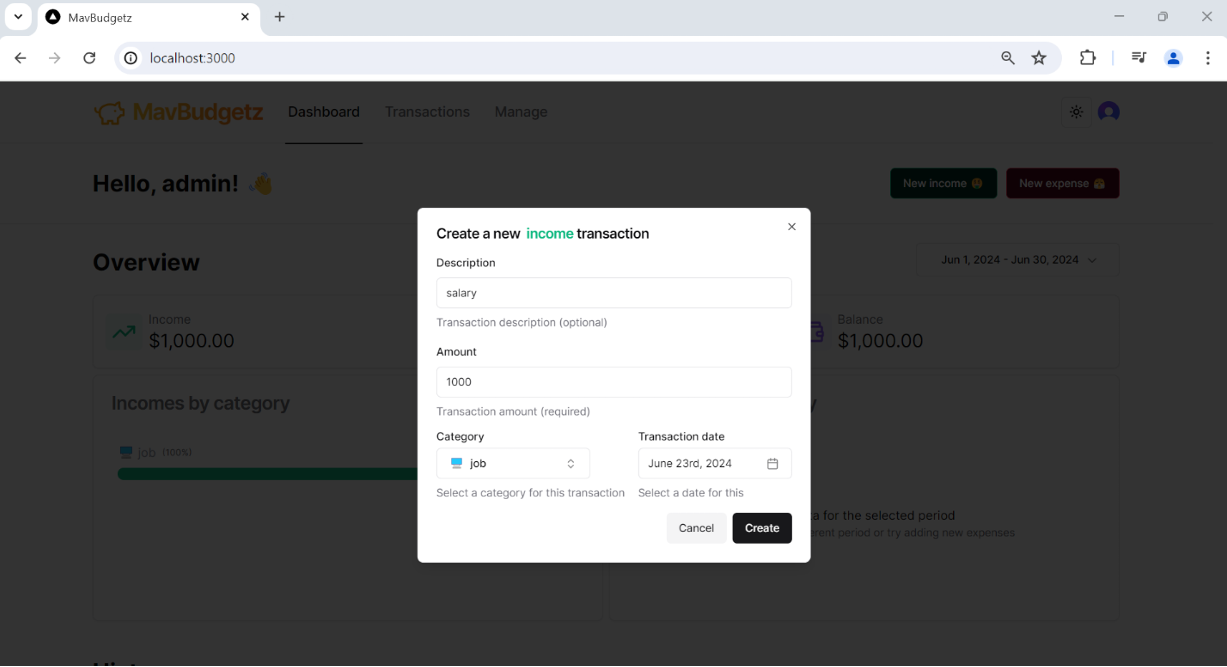 MavBudgetz
localhost:3000
MavBudgetz Dashboard Transactions Manage
Hello, admin! 👋
New income 🤑 New expense 😤
Create a new income transaction
Description
salary
Transaction description (optional)
Amount
1000
Transaction amount (required)
Category Transaction date
job June 23rd, 2024
Select a category for this transaction Select a date for this
Cancel Create
Overview
Jun 1, 2024 - Jun 30, 2024
Income
$1,000.00
Balance
$1,000.00
Incomes by category
job (100%)
for the selected period
period or try adding new expenses